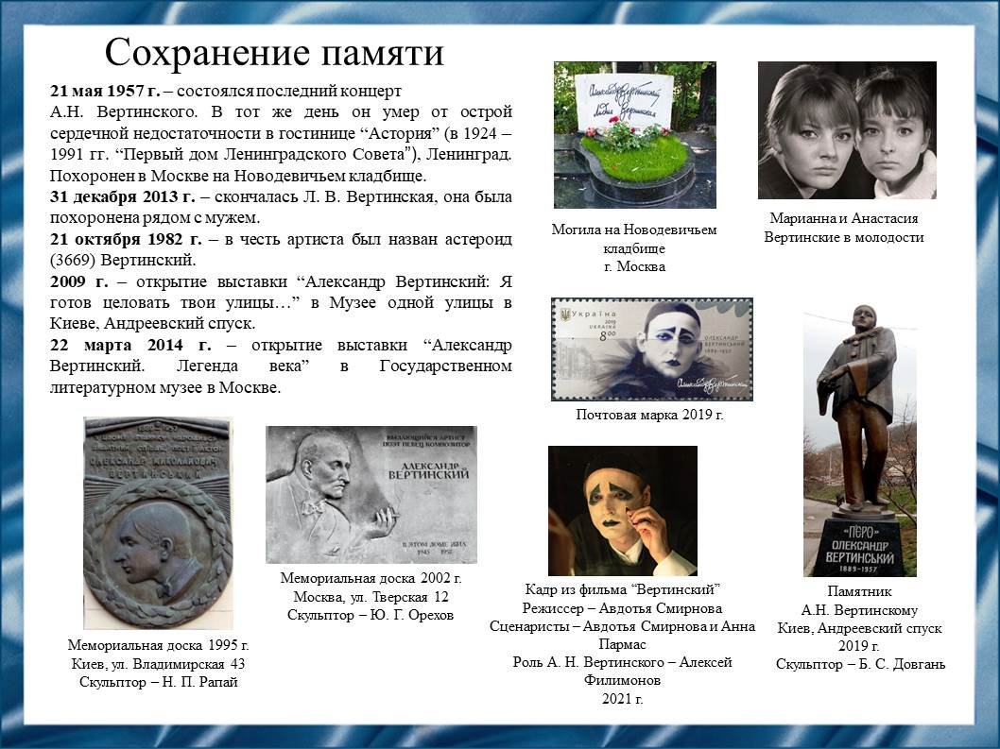 Сохранение памяти
21 мая 1957 г. – состоялся последний концерт
А.Н. Вертинского. В тот же день он умер от острой
сердечной недостаточности в гостинице “Астория” (в 1924 –
1991 гг. “Первый дом Ленинградского Совета”), Ленинград.
Похоронен в Москве на Новодевичьем кладбище.
31 декабря 2013 г. – скончалась Л. В. Вертинская, она была
похоронена рядом с мужем.
21 октября 1982 г. – в честь артиста был назван астероид
(3669) Вертинский.
2009 г. – открытие выставки “Александр Вертинский: Я
готов целовать твои улицы…” в Музее одной улицы в
Киеве, Андреевский спуск.
22 марта 2014 г. – открытие выставки “Александр
Вертинский. Легенда века” в Государственном
литературном музее в Москве.
Александр Вертинский
Лидия Вертинская
Могила на Новодевичьем
кладбище
г. Москва
Марианна и Анастасия
Вертинские в молодости
Україна
2019
UKRAINE
8 00
ОЛЕКСАНДР
ВЕРТИНСЬКИЙ
1889-1957
Почтовая марка 2019 г.
ОЛЕКСАНДР МИКОЛАЙОВИЧ
ВЕРТИНСЬКИЙ
Мемориальная доска 1995 г.
Киев, ул. Владимирская 43
Скульптор – Н. П. Рапай
ВЫДАЮЩИЙСЯ АРТИСТ
ПОЭТ ПЕВЕЦ КОМПОЗИТОР
АЛЕКСАНДР
ВЕРТИНСКИЙ
В ЭТОМ ДОМЕ ЖИЛ
1943 1957
Мемориальная доска 2002 г.
Москва, ул. Тверская 12
Скульптор – Ю. Г. Орехов
Кадр из фильма “Вертинский”
Режиссер – Авдотья Смирнова
Сценаристы – Авдотья Смирнова и Анна
Пармас
Роль А. Н. Вертинского – Алексей
Филимонов
2021 г.
«П'ЄРО»
ОЛЕКСАНДР
ВЕРТИНСЬКИЙ
1889-1957
Памятник
А.Н. Вертинскому
Киев, Андреевский спуск
2019 г.
Скульптор – Б. С. Довгань